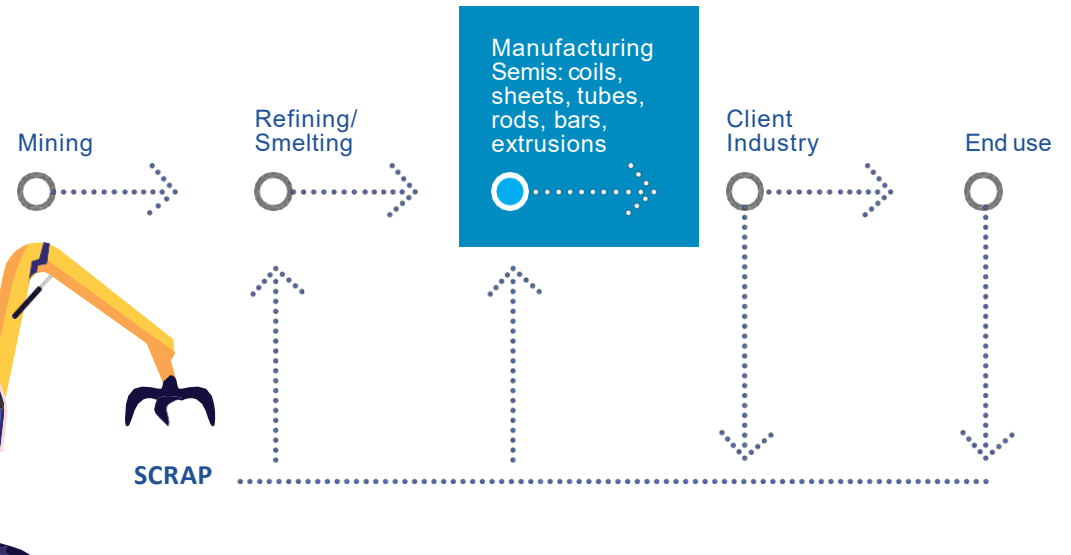 Mining
Refining/
Smelting
Manufacturing
Semis: coils,
sheets, tubes,
rods, bars,
extrusions
Client
Industry
End use
SCRAP